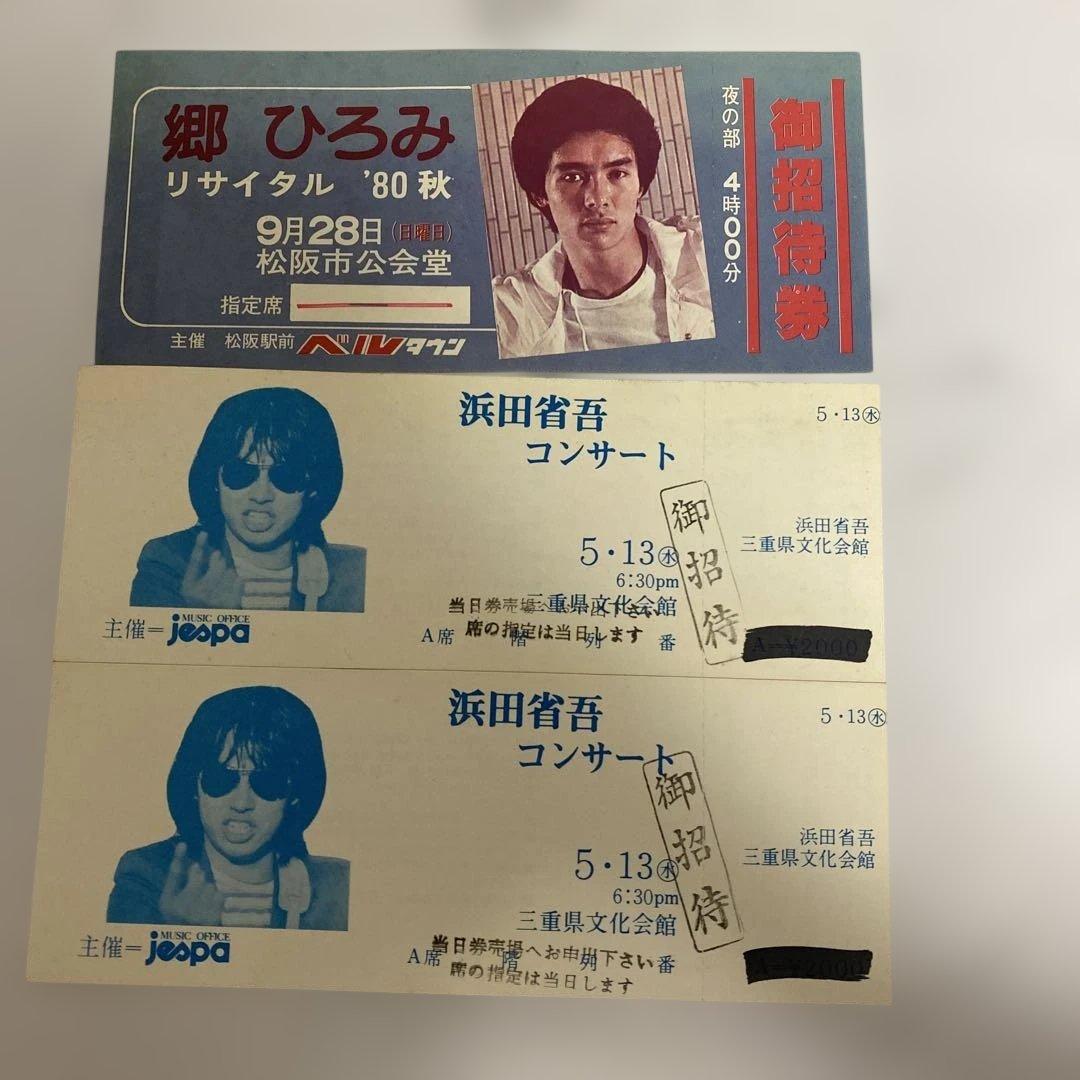 郷 ひろみ
リサイタル '80 秋
9月28日(日曜日)
松阪市公会堂
指定席
主催 松阪駅前 ベルタウン
夜の部 4時00分
御招待券
浜田省吾
コンサート
5・13㊌
6:30pm
三重県文化会館
当日券売場へお申出下さい
席の指定は当日します
A席 階 列 番
主催=MUSIC OFFICE jespa
御招待
5・13㊌
浜田省吾
三重県文化会館
A=¥2000
浜田省吾
コンサート
5・13㊌
6:30pm
三重県文化会館
当日券売場へお申出下さい
A席 階 列 番
席の指定は当日します
主催=MUSIC OFFICE jespa
御招待
5・13㊌
浜田省吾
三重県文化会館
A=¥2000